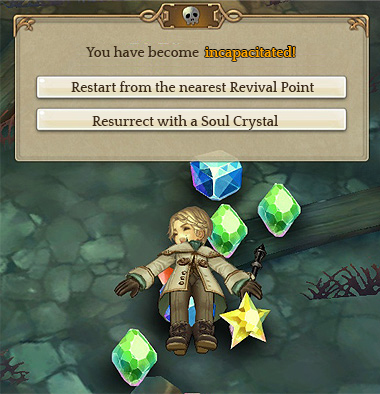 You have become incapacitated!
Restart from the nearest Revival Point
Resurrect with a Soul Crystal